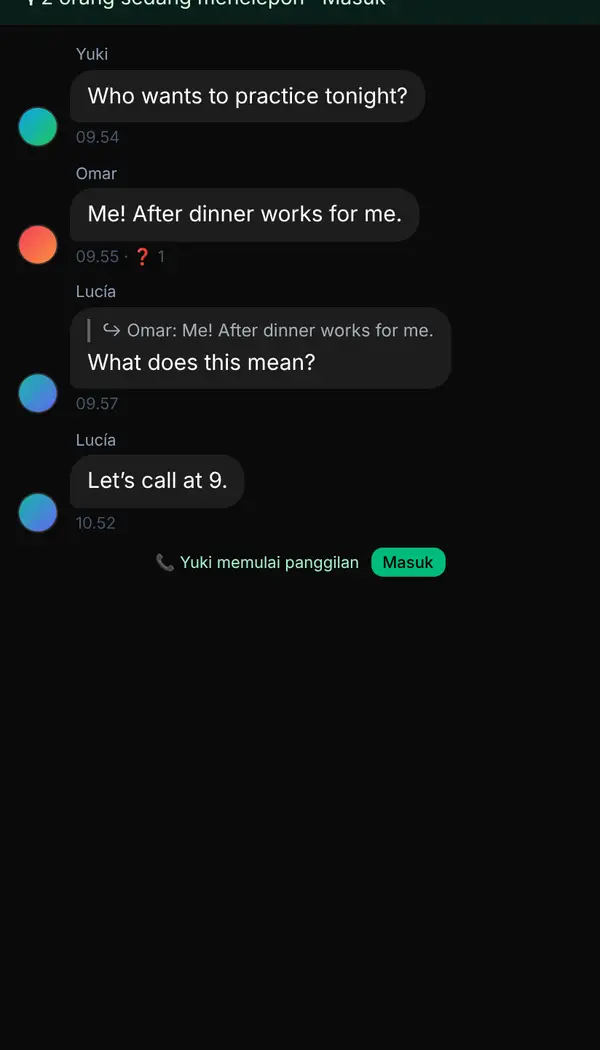 2 orang sedang menelepon · Masuk
Yuki
Who wants to practice tonight?
09.54
Omar
Me! After dinner works for me.
09.55 · ❓ 1
Lucía
↪ Omar: Me! After dinner works for me.
What does this mean?
09.57
Lucía
Let’s call at 9.
10.52
📞 Yuki memulai panggilan Masuk